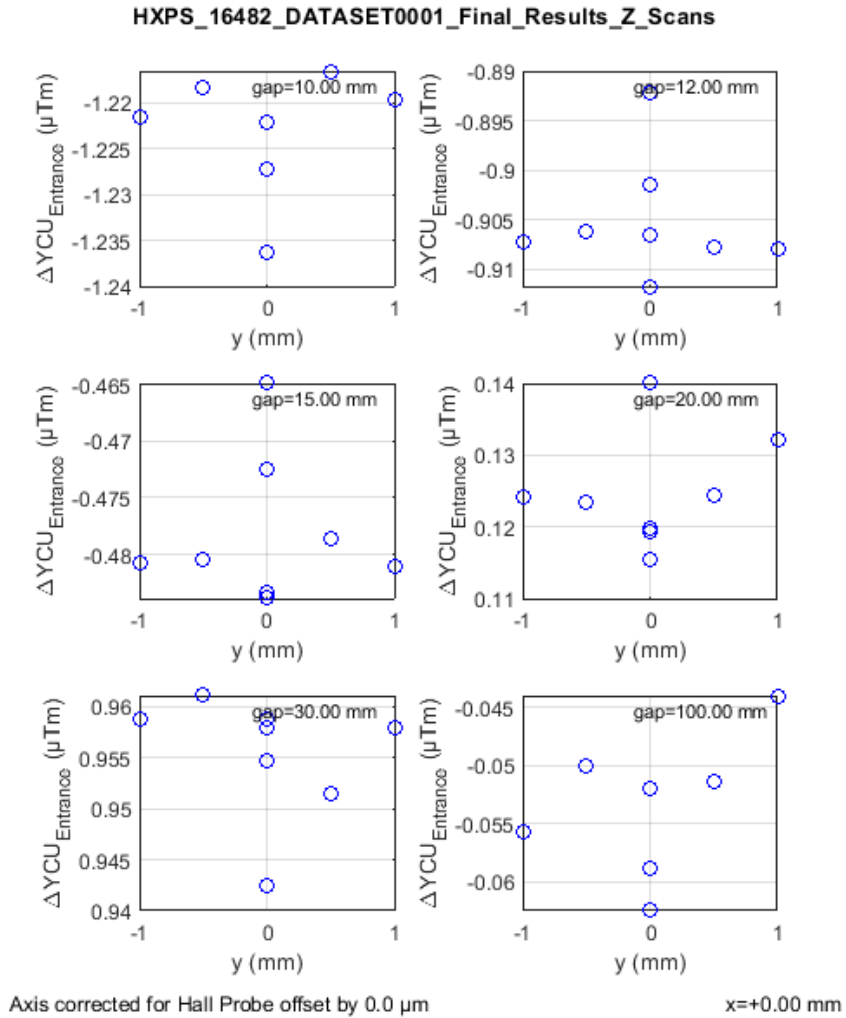 HXPS_16482_DATASET0001_Final_Results_Z_Scans
gap=10.00 mm
-1.22
-1.225
-1.23
-1.235
-1.24
-1 0 1
y (mm)
ΔYCU_Entrance (μTm)
gap=12.00 mm
-0.89
-0.895
-0.9
-0.905
-0.91
-1 0 1
y (mm)
ΔYCU_Entrance (μTm)
gap=15.00 mm
-0.465
-0.47
-0.475
-0.48
-1 0 1
y (mm)
ΔYCU_Entrance (μTm)
gap=20.00 mm
0.14
0.13
0.12
0.11
-1 0 1
y (mm)
ΔYCU_Entrance (μTm)
gap=30.00 mm
0.96
0.955
0.95
0.945
0.94
-1 0 1
y (mm)
ΔYCU_Entrance (μTm)
gap=100.00 mm
-0.045
-0.05
-0.055
-0.06
-1 0 1
y (mm)
ΔYCU_Entrance (μTm)
Axis corrected for Hall Probe offset by 0.0 μm
x=+0.00 mm